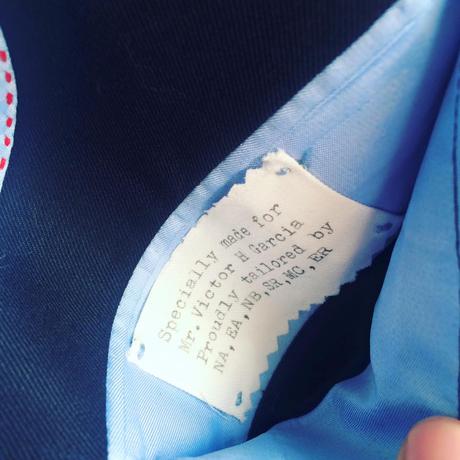 Specially made for
Mr. Victor H Garcia
Proudly tailored by
NA,EA,NB,SR,MC,ER